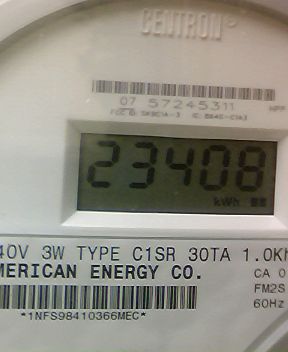 CENTRON®
07 57245311
23408
kWh
40V 3W TYPE C1SR 30TA 1.0Kh
MERICAN ENERGY CO.
CA 0
FM2S
60Hz
*1NFS98410366MEC*